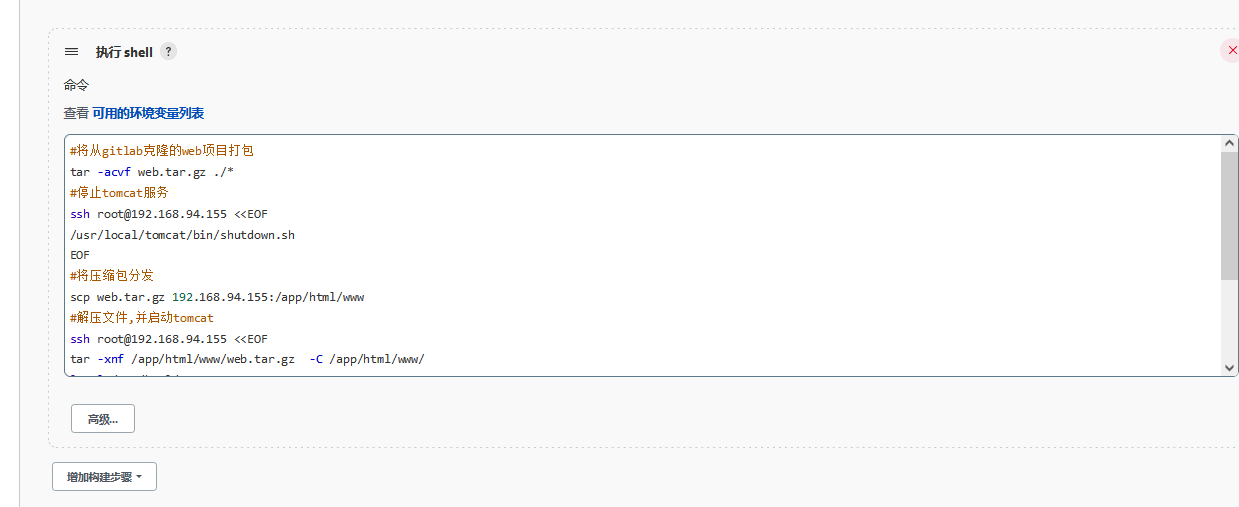 执行 shell ?
命令
查看 可用的环境变量列表
#将从gitlab克隆的web项目打包
tar -acvf web.tar.gz ./*
#停止tomcat服务
ssh root@192.168.94.155 <<EOF
/usr/local/tomcat/bin/shutdown.sh
EOF
#将压缩包分发
scp web.tar.gz 192.168.94.155:/app/html/www
#解压文件,并启动tomcat
ssh root@192.168.94.155 <<EOF
tar -xnf /app/html/www/web.tar.gz  -C /app/html/www/
高级...
增加构建步骤